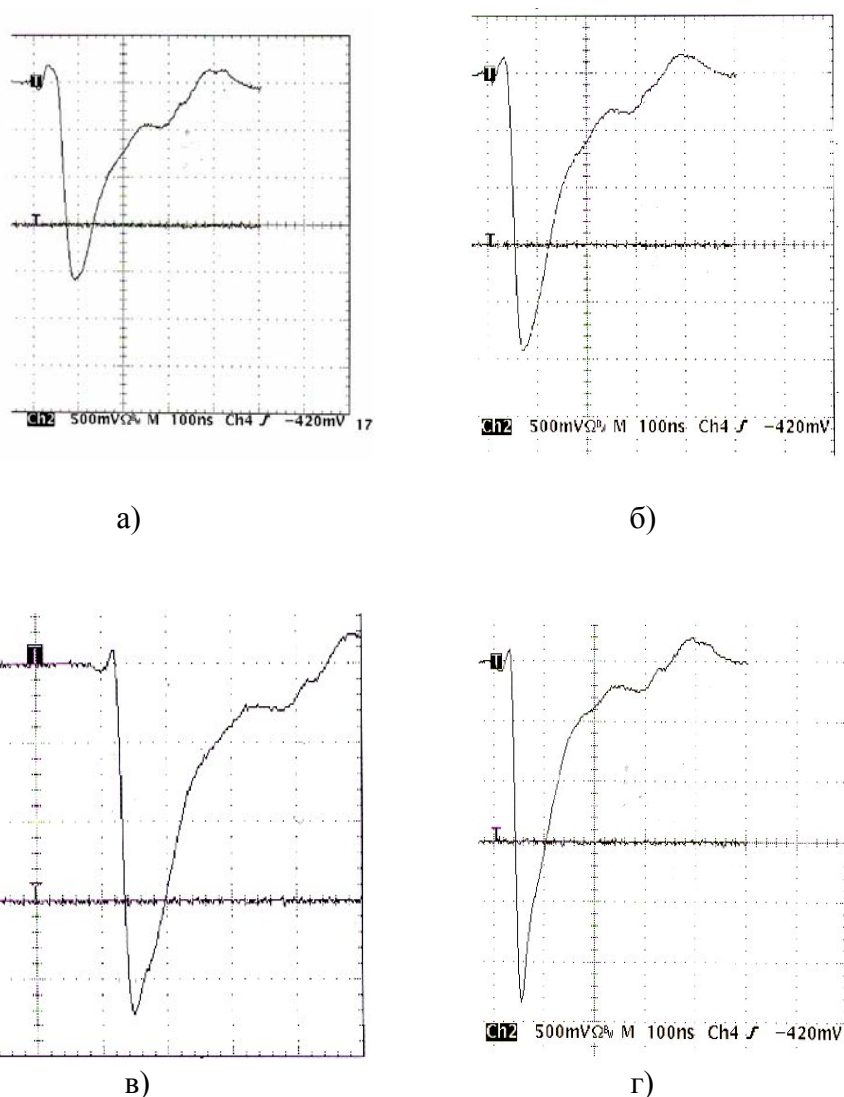 T
T
Ch2 500mVΩ M 100ns Ch4 ∫ -420mV 17
T
T
Ch2 500mVΩ M 100ns Ch4 ∫ -420mV
а)
б)
T
T
T
T
Ch2 500mVΩ M 100ns Ch4 ∫ -420mV
в)
г)